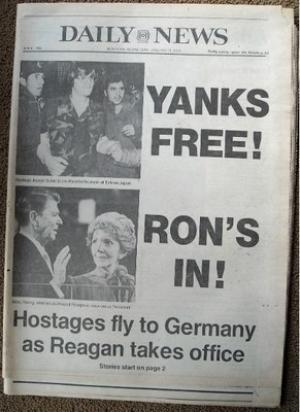 DAILY NEWS
YANKS
FREE!
RON'S
IN!
Hostages fly to Germany
as Reagan takes office
Stories start on page 2